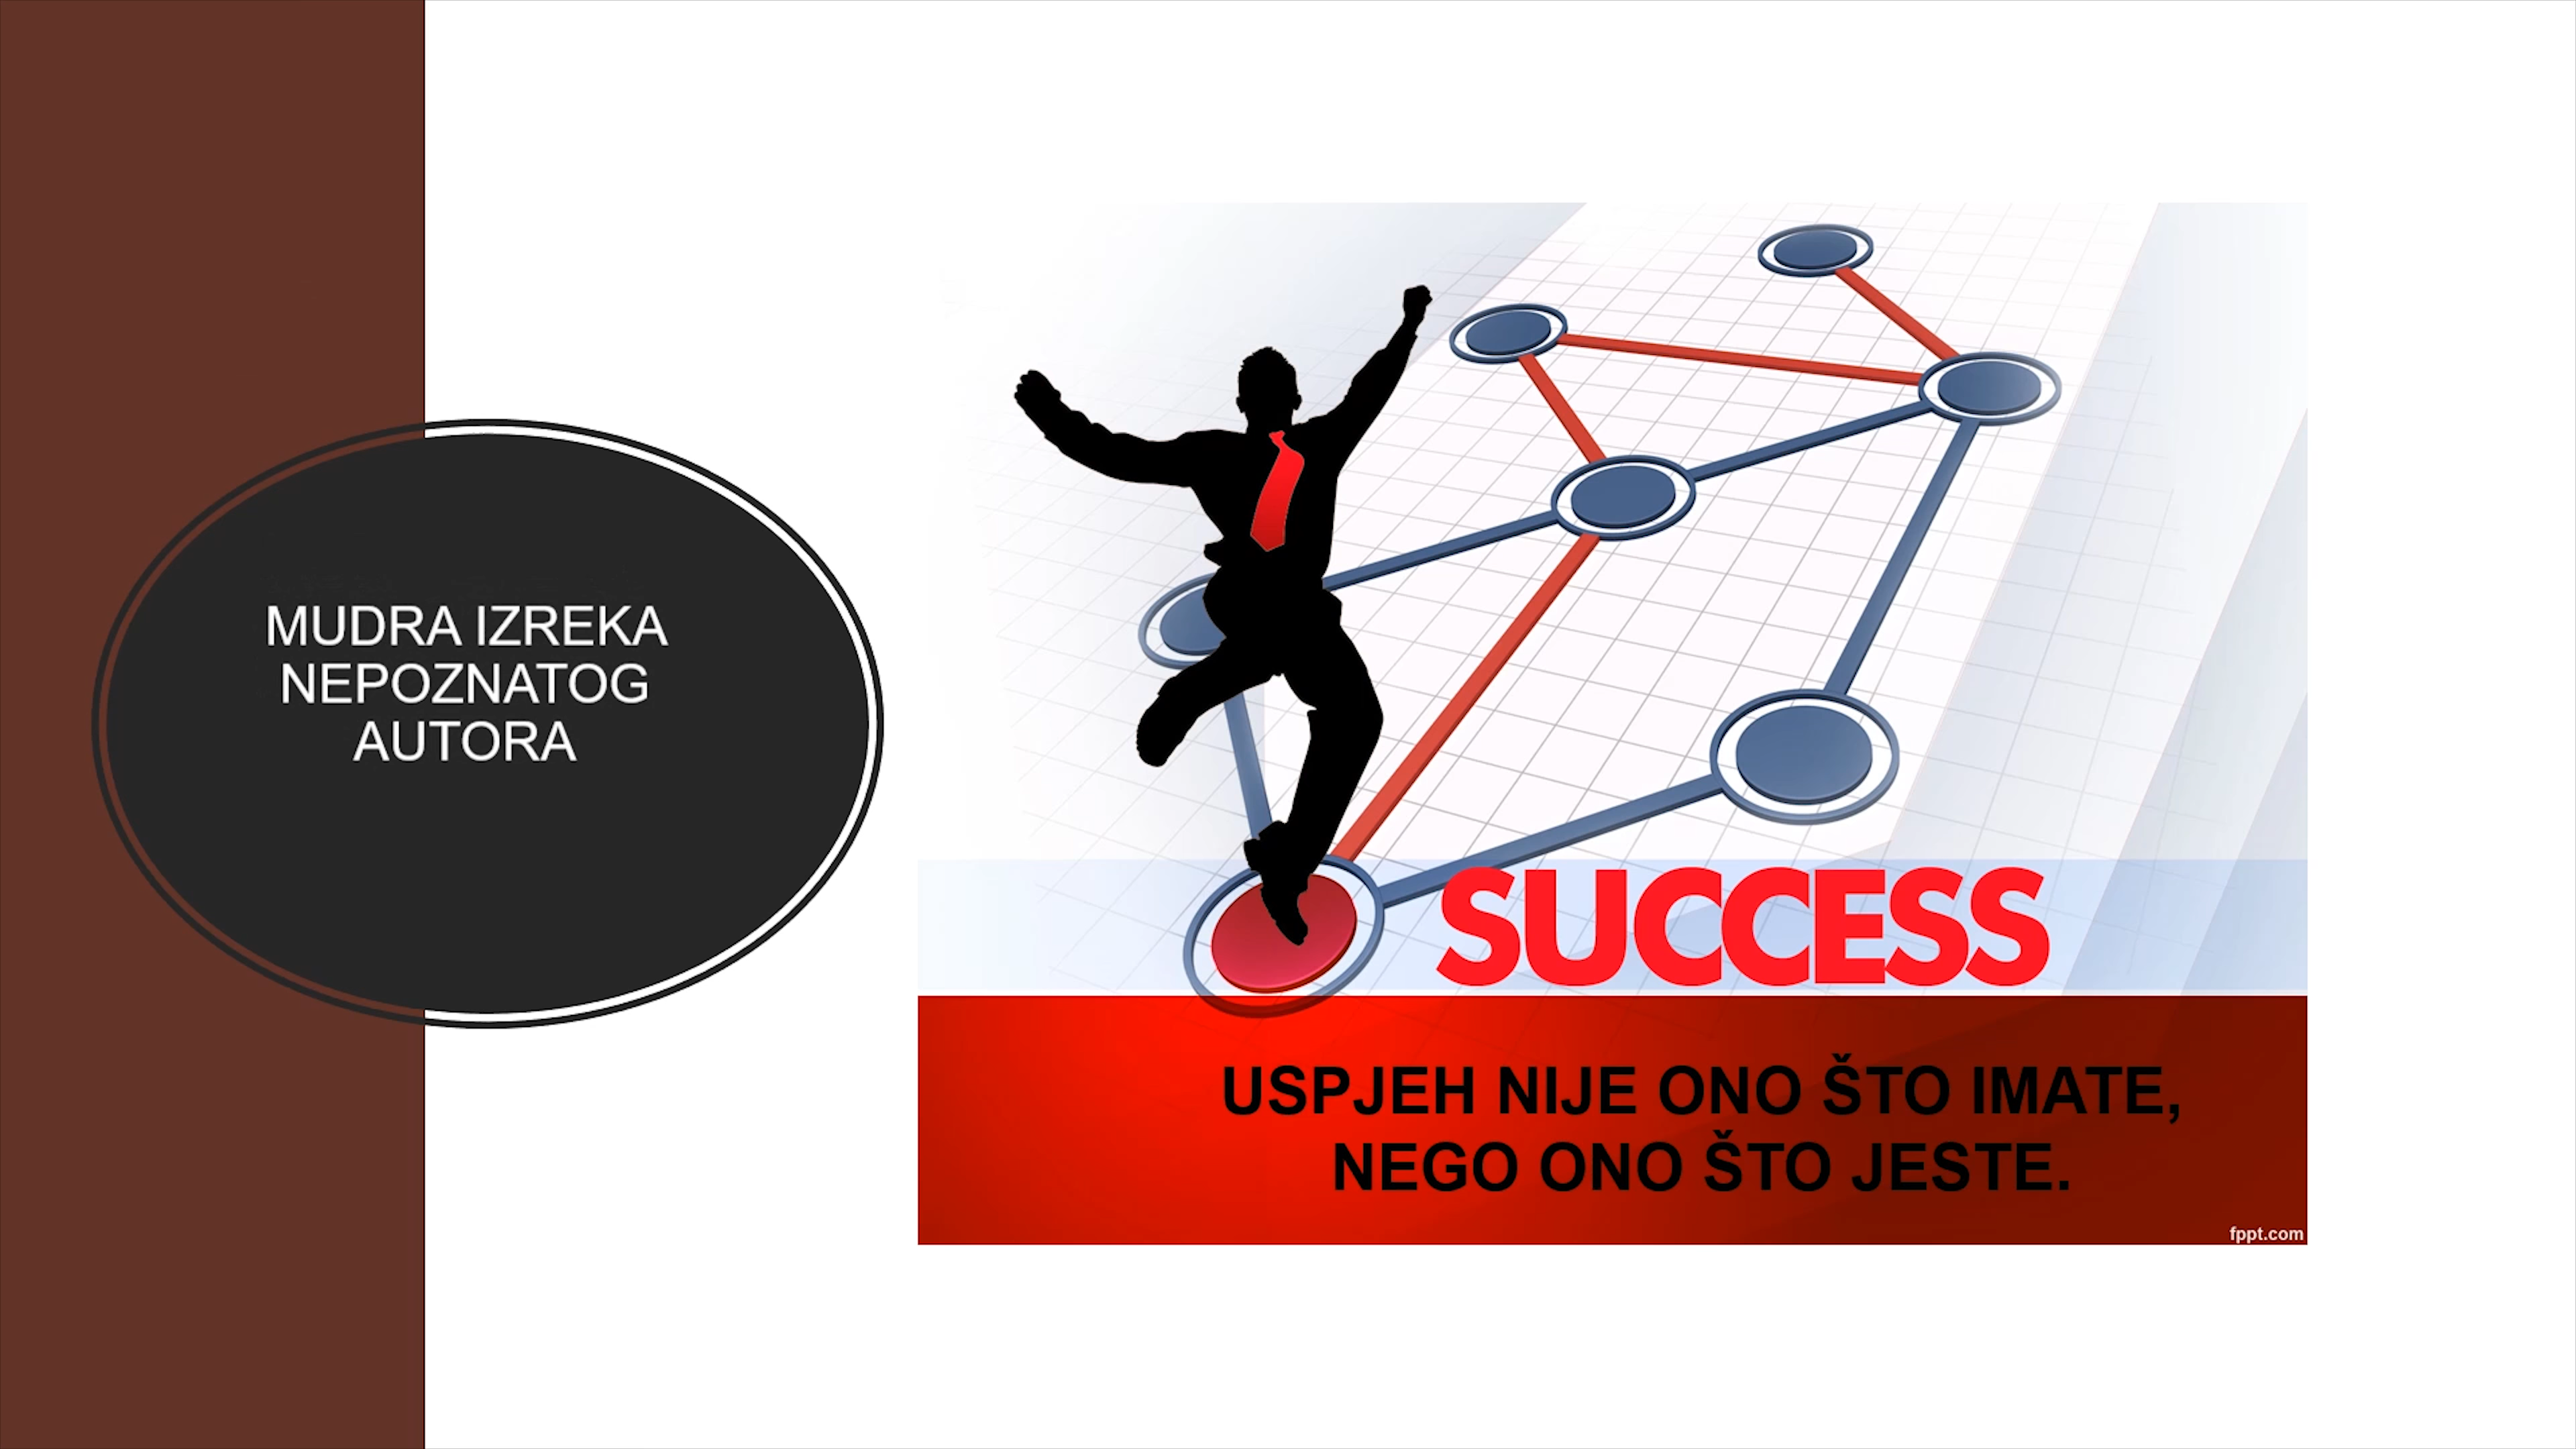 MUDRA IZREKA
NEPOZNATOG
AUTORA
SUCCESS
USPJEH NIJE ONO ŠTO IMATE,
NEGO ONO ŠTO JESTE.
fppt.com